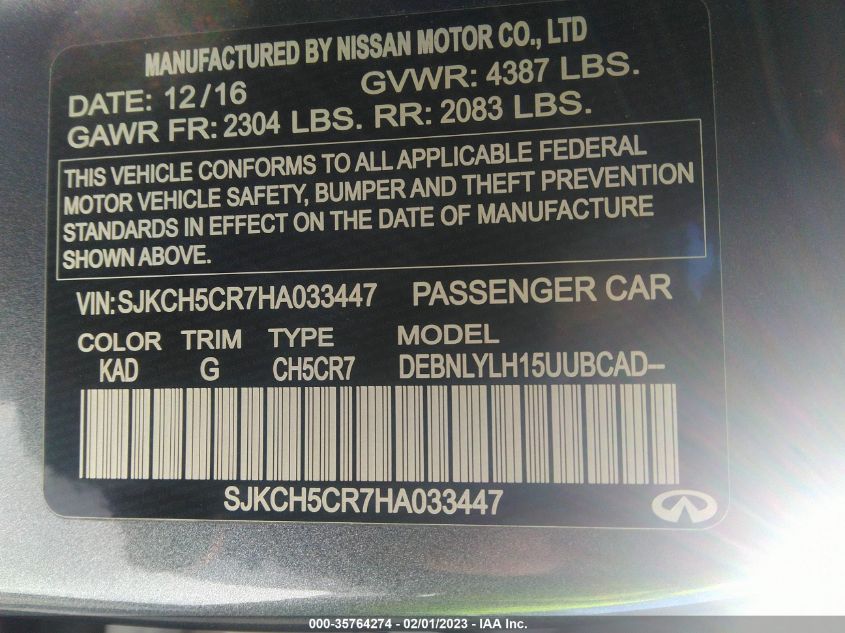 MANUFACTURED BY NISSAN MOTOR CO., LTD
DATE: 12/16 GVWR: 4387 LBS.
GAWR FR: 2304 LBS. RR: 2083 LBS.
THIS VEHICLE CONFORMS TO ALL APPLICABLE FEDERAL
MOTOR VEHICLE SAFETY, BUMPER AND THEFT PREVENTION
STANDARDS IN EFFECT ON THE DATE OF MANUFACTURE
SHOWN ABOVE.
VIN:SJKCH5CR7HA033447 PASSENGER CAR
COLOR TRIM TYPE MODEL
KAD G CH5CR7 DEBNLYLH15UUBCAD–
SJKCH5CR7HA033447
000-35764274 - 02/01/2023 - IAA Inc.